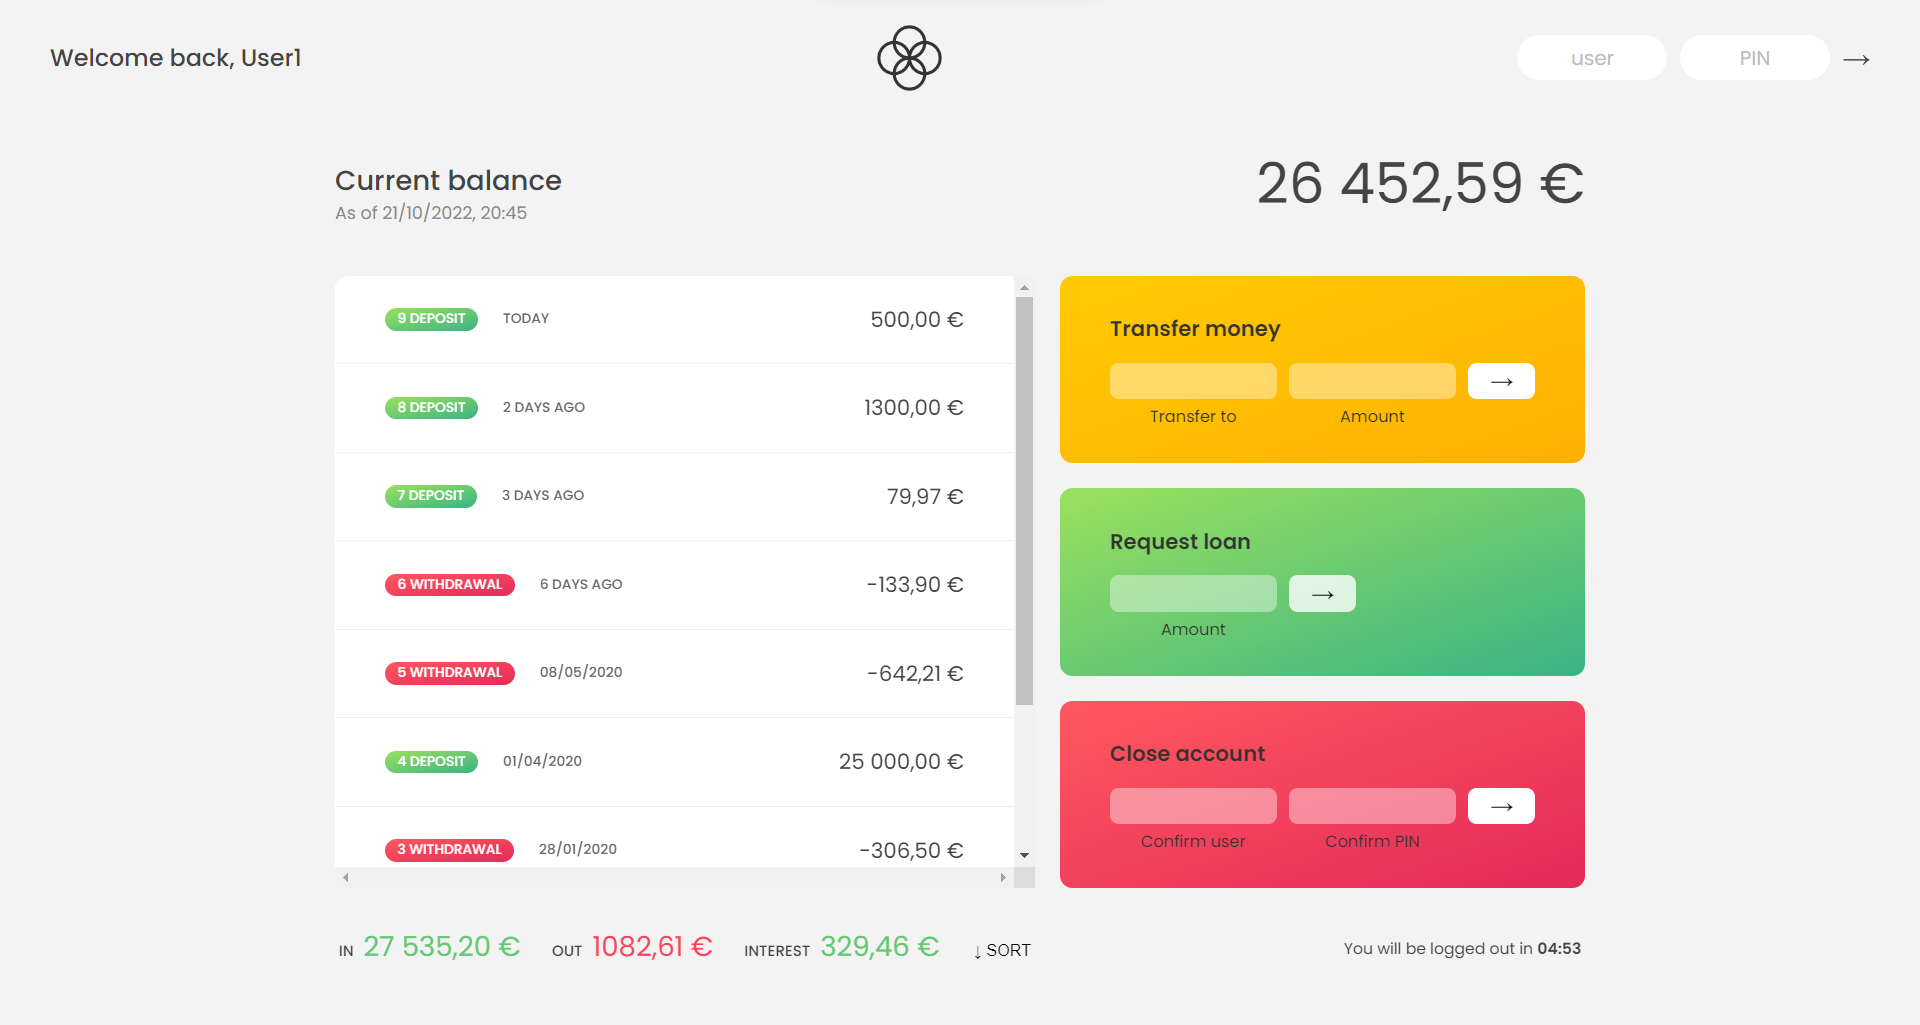 Welcome back, User1
user
PIN
→
Current balance
As of 21/10/2022, 20:45
26 452,59 €
9 DEPOSIT TODAY 500,00 €
8 DEPOSIT 2 DAYS AGO 1300,00 €
7 DEPOSIT 3 DAYS AGO 79,97 €
6 WITHDRAWAL 6 DAYS AGO -133,90 €
5 WITHDRAWAL 08/05/2020 -642,21 €
4 DEPOSIT 01/04/2020 25 000,00 €
3 WITHDRAWAL 28/01/2020 -306,50 €
Transfer money
→
Transfer to Amount
Request loan
→
Amount
Close account
→
Confirm user Confirm PIN
IN 27 535,20 € OUT 1082,61 € INTEREST 329,46 € ↓ SORT
You will be logged out in 04:53